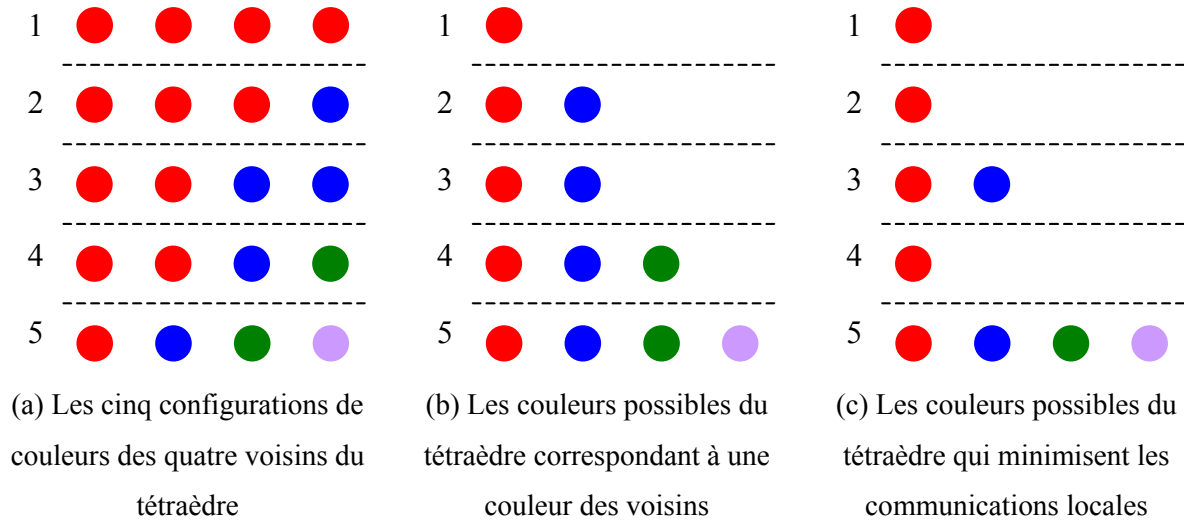 1
2
3
4
5
(a) Les cinq configurations de
couleurs des quatre voisins du
tétraèdre
1
2
3
4
5
(b) Les couleurs possibles du
tétraèdre correspondant à une
couleur des voisins
1
2
3
4
5
(c) Les couleurs possibles du
tétraèdre qui minimisent les
communications locales